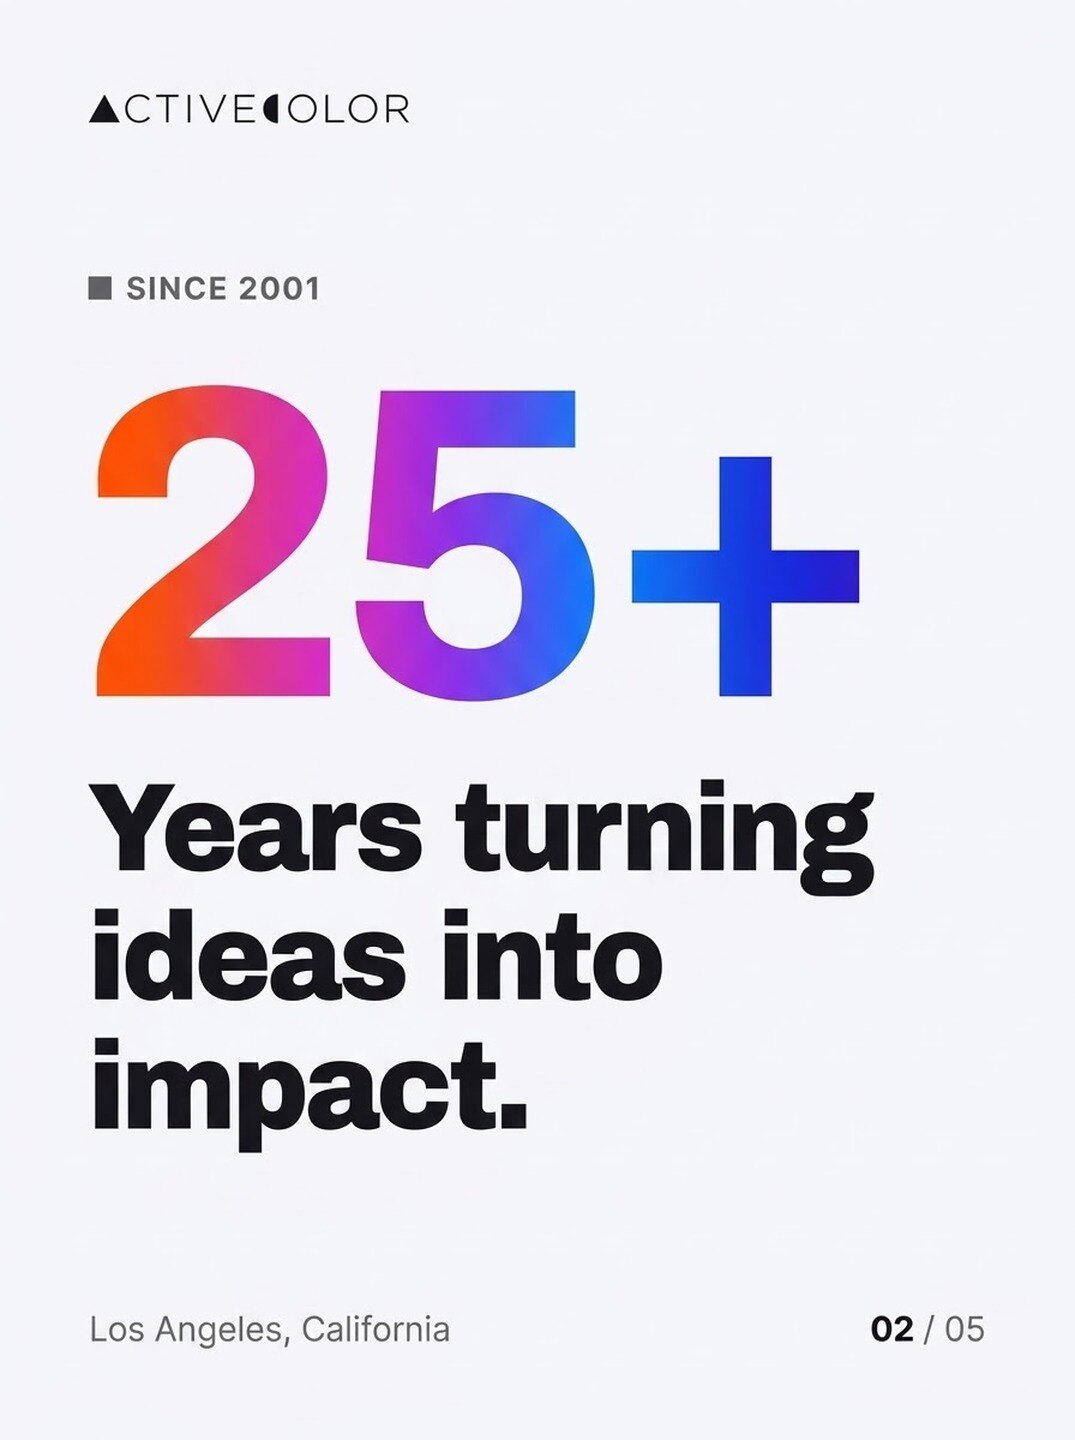 ACTIVECOLOR
SINCE 2001
25+
Years turning
ideas into
impact.
Los Angeles, California
02 / 05